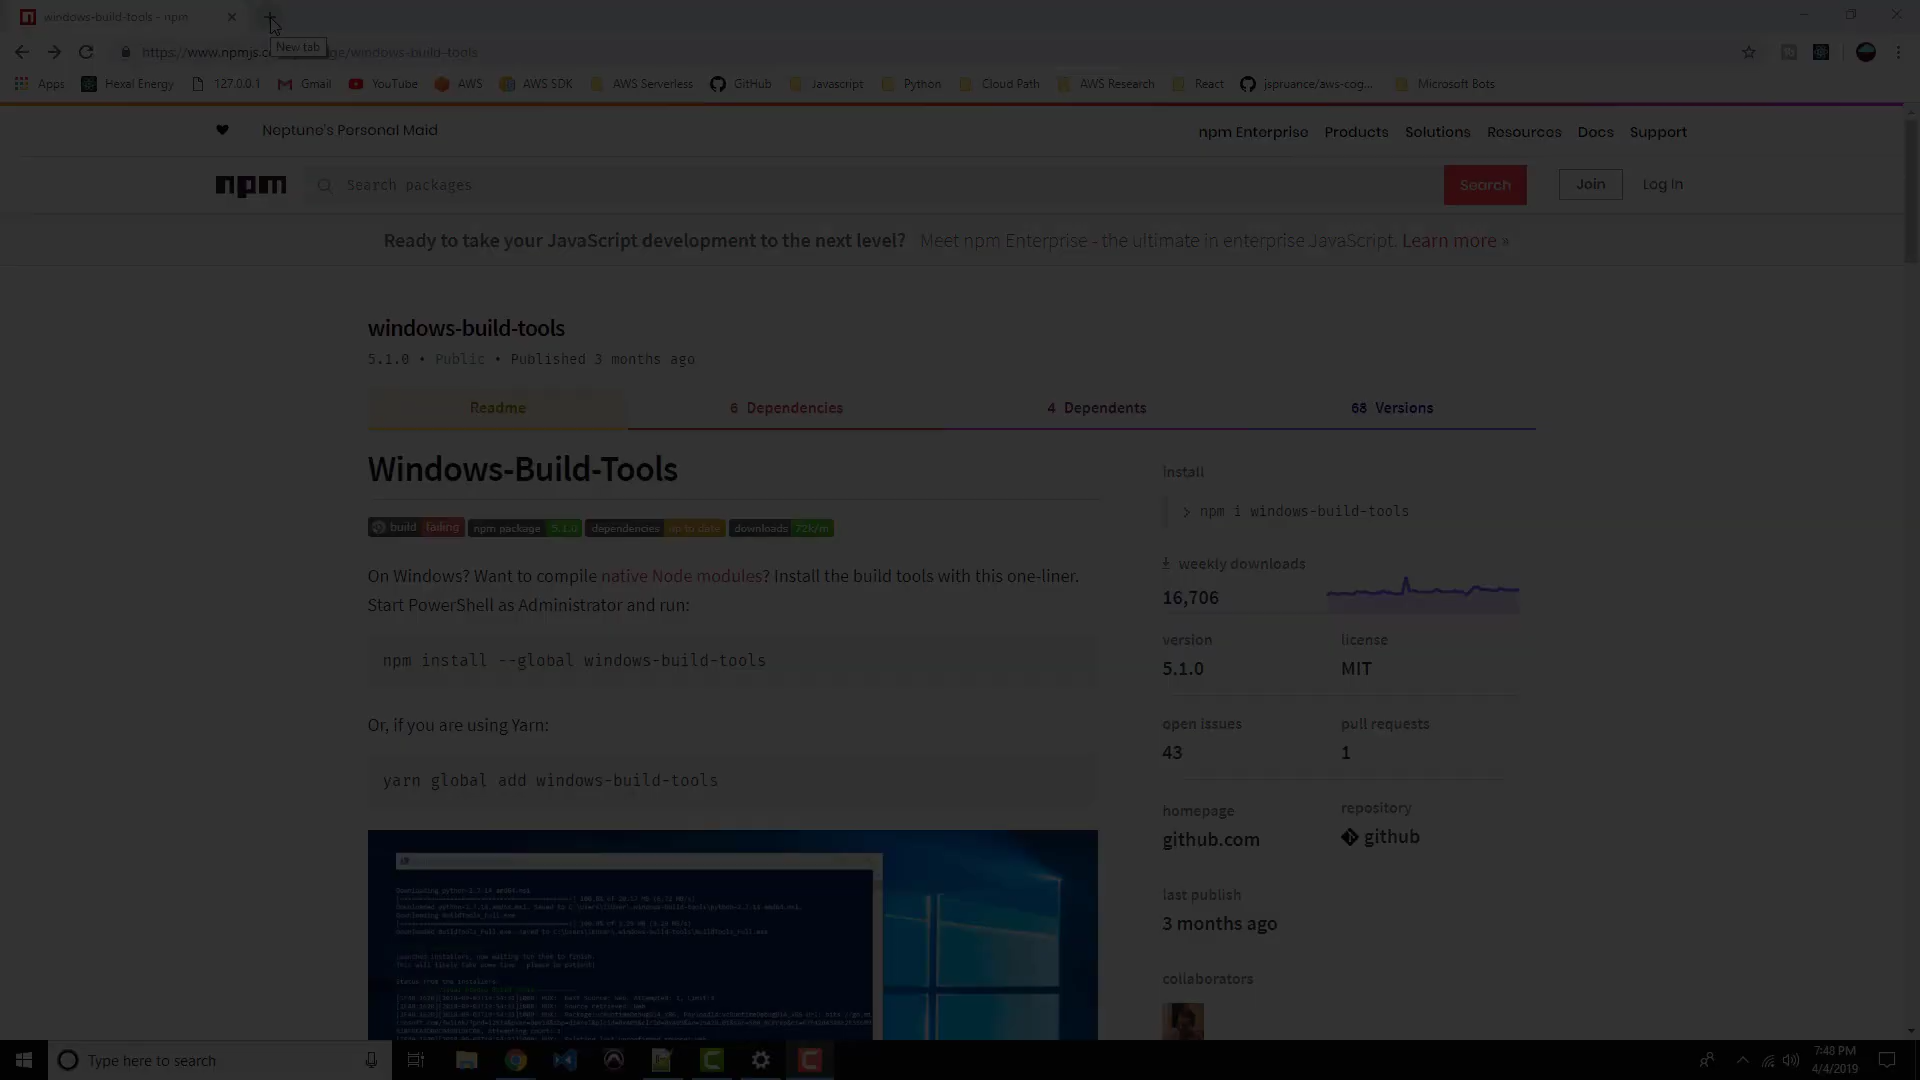 windows-build-tools - npm
New tab
https://www.npmjs.c
ge/windows-build-tools
Apps
Hexal Energy
127.0.0.1
Gmail
YouTube
AWS
AWS SDK
AWS Serverless
GitHub
Javascript
Python
Cloud Path
AWS Research
React
jspruance/aws-cog...
Microsoft Bots
Neptune's Personal Maid
npm Enterprise
Products
Solutions
Resources
Docs
Support
npm
Search packages
Search
Join
Log In
Ready to take your JavaScript development to the next level? Meet npm Enterprise - the ultimate in enterprise JavaScript. Learn more »
windows-build-tools
5.1.0 • Public • Published 3 months ago
Readme
6 Dependencies
4 Dependents
68 Versions
Windows-Build-Tools
build failing
npm package 5.1.0
dependencies up to date
downloads 72k/m
On Windows? Want to compile native Node modules? Install the build tools with this one-liner.
Start PowerShell as Administrator and run:
npm install --global windows-build-tools
Or, if you are using Yarn:
yarn global add windows-build-tools
install
> npm i windows-build-tools
weekly downloads
16,706
version
5.1.0
license
MIT
open issues
43
pull requests
1
homepage
github.com
repository
github
last publish
3 months ago
collaborators
Type here to search
7:48 PM
4/4/2019